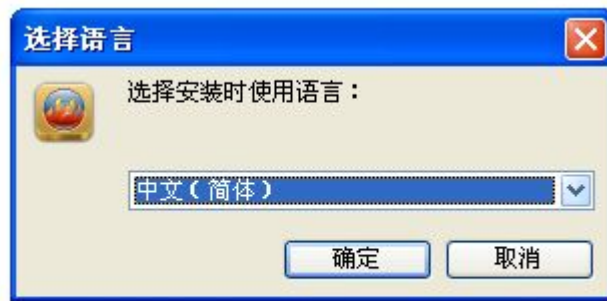 选择语言
选择安装时使用语言：
中文（简体）
确定
取消